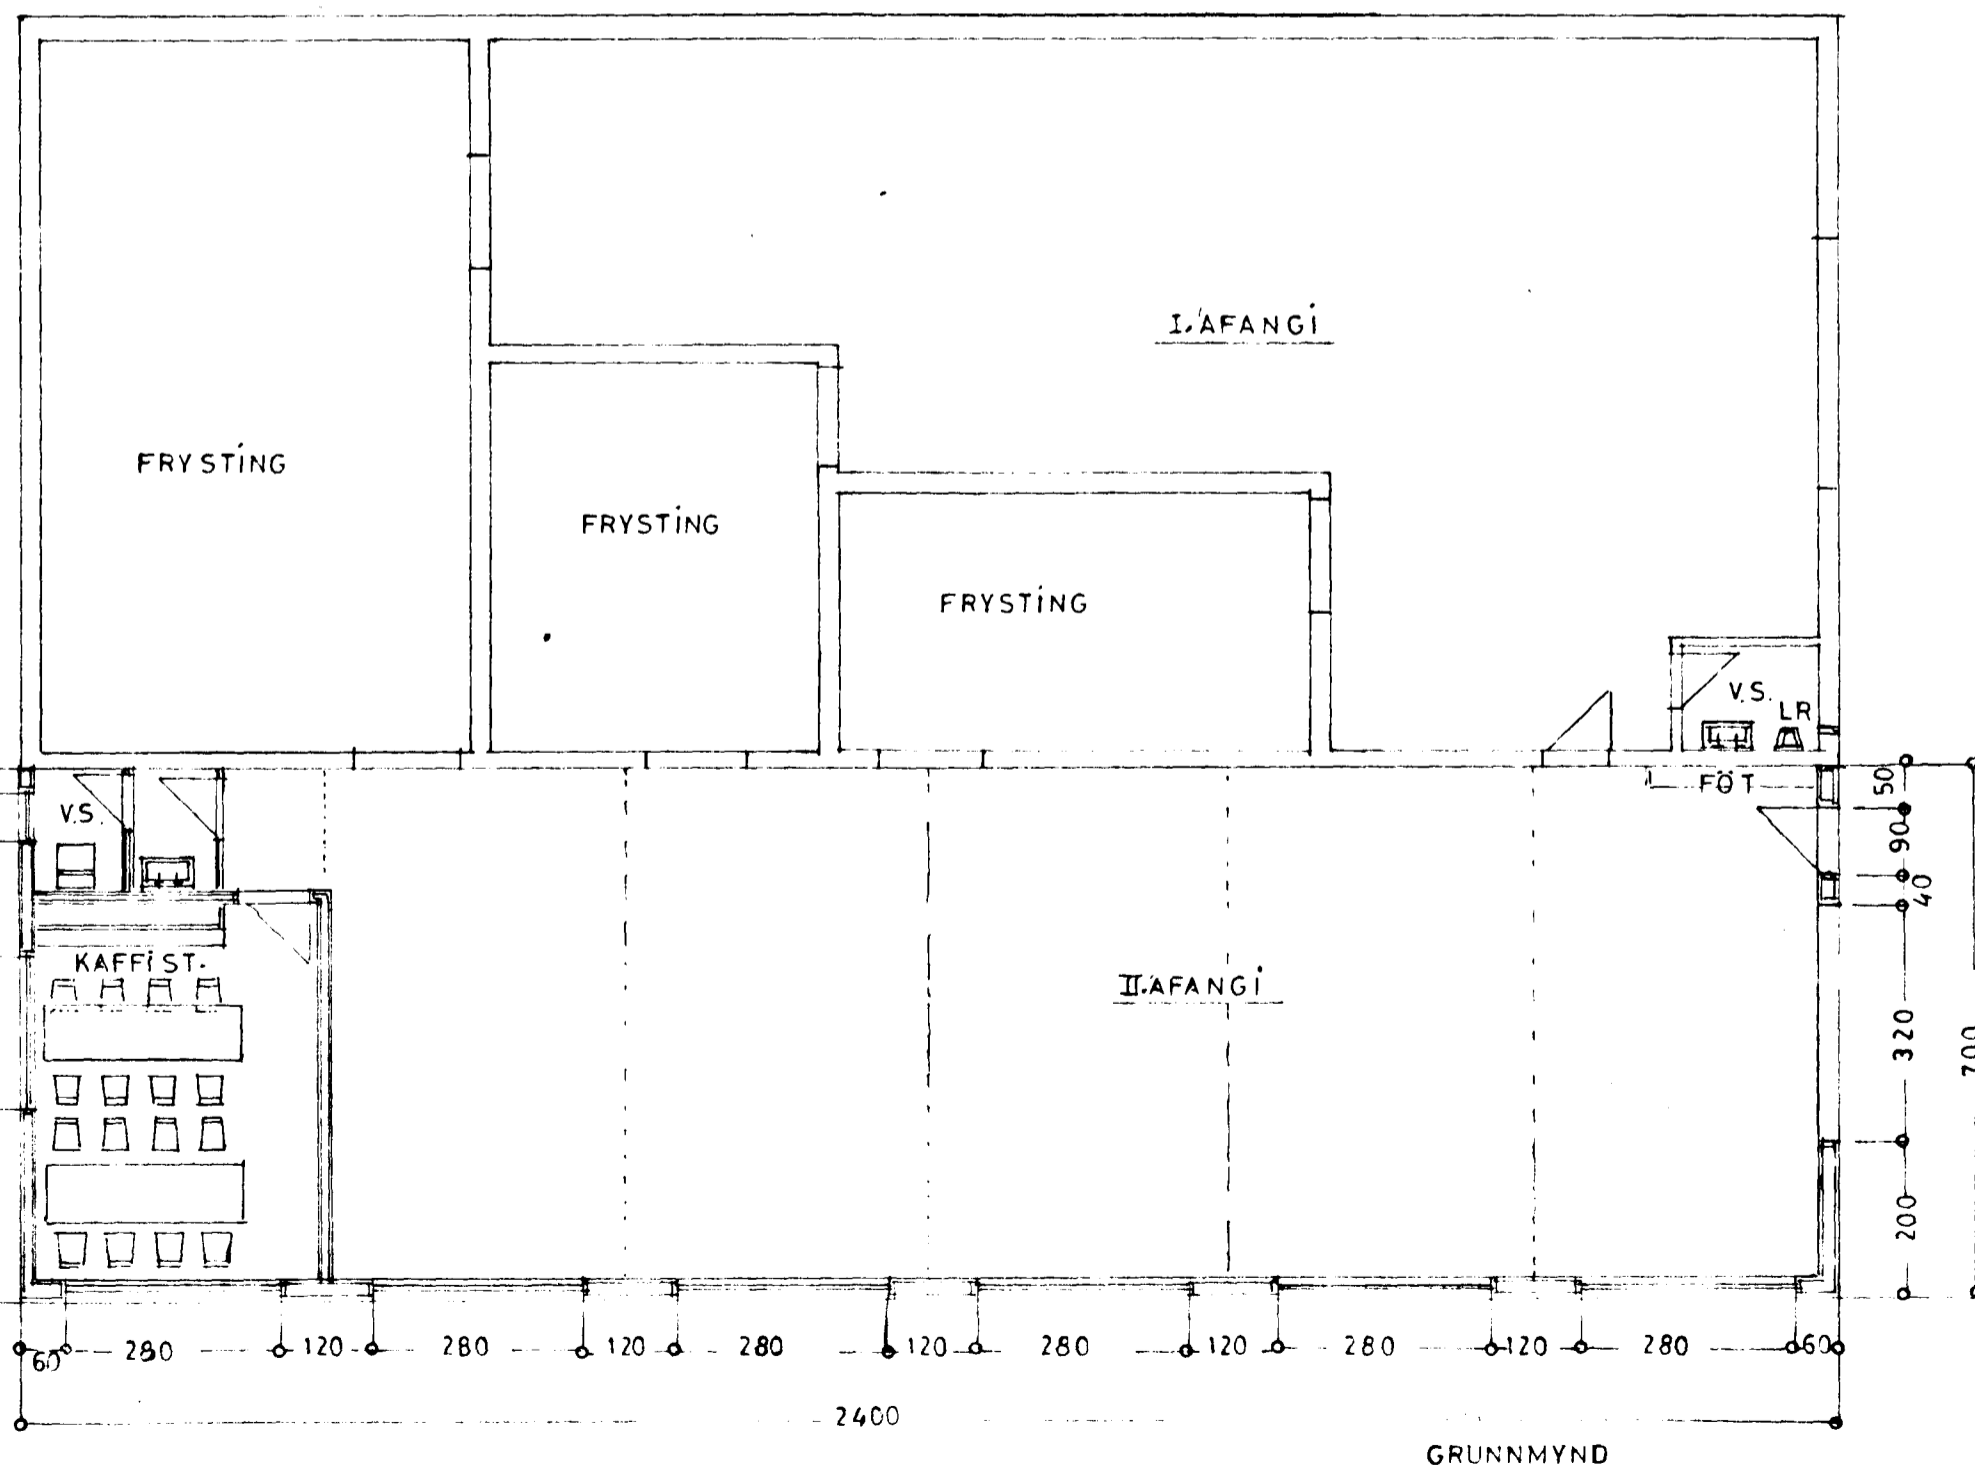 I. ÁFANGI
FRYSTING
FRYSTING
FRYSTING
V.S.
LR
FÖT
50
V.S.
90
40
KAFFIST.
II. ÁFANGI
320
700
200
60 280 120 280 120 280 120 280 120 280 120 280 60
2400
GRUNNMYND